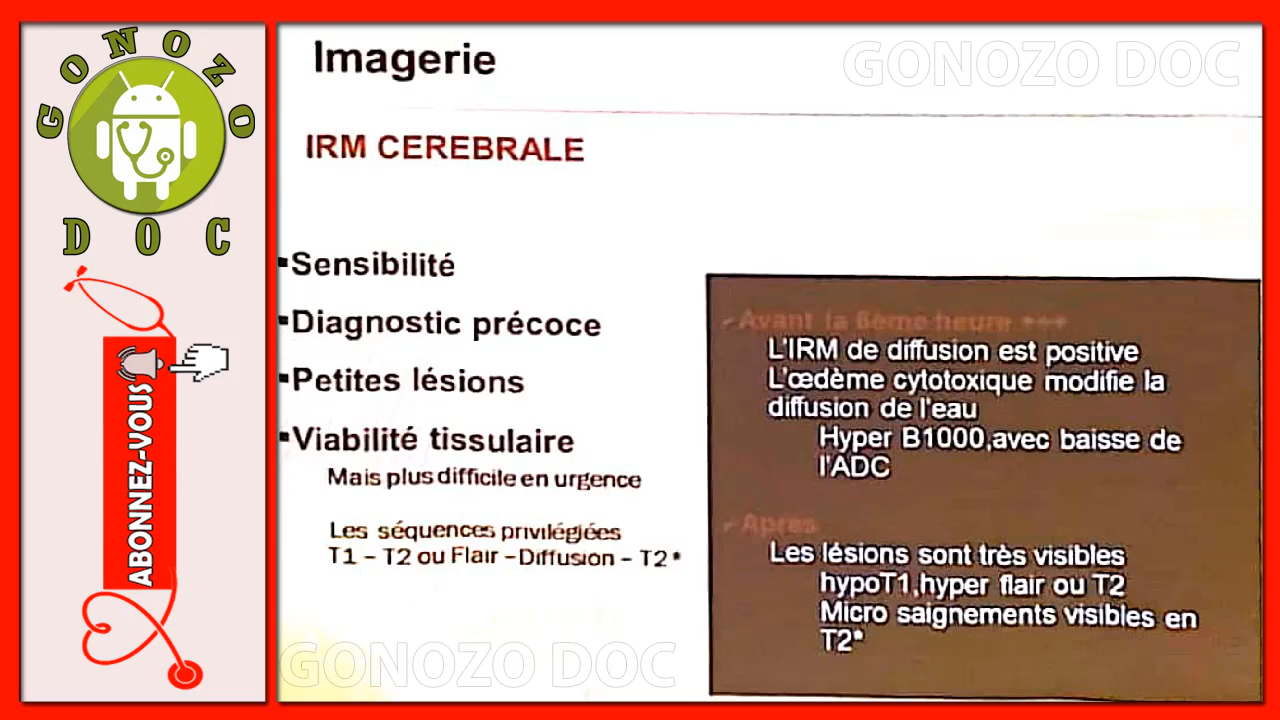 GONOZO
DOC
ABONNEZ-VOUS
GONOZO DOC
Imagerie
IRM CEREBRALE
▪Sensibilité
▪Diagnostic précoce
▪Petites lésions
▪Viabilité tissulaire
Mais plus difficile en urgence
Les séquences privilégiées
T1 – T2 ou Flair –Diffusion – T2*
✓Avant la 6ème heure +++
L'IRM de diffusion est positive
L'œdème cytotoxique modifie la
diffusion de l'eau
Hyper B1000,avec baisse de
l'ADC
✓Après
Les lésions sont très visibles
hypoT1,hyper flair ou T2
Micro saignements visibles en
T2*
GONOZO DOC